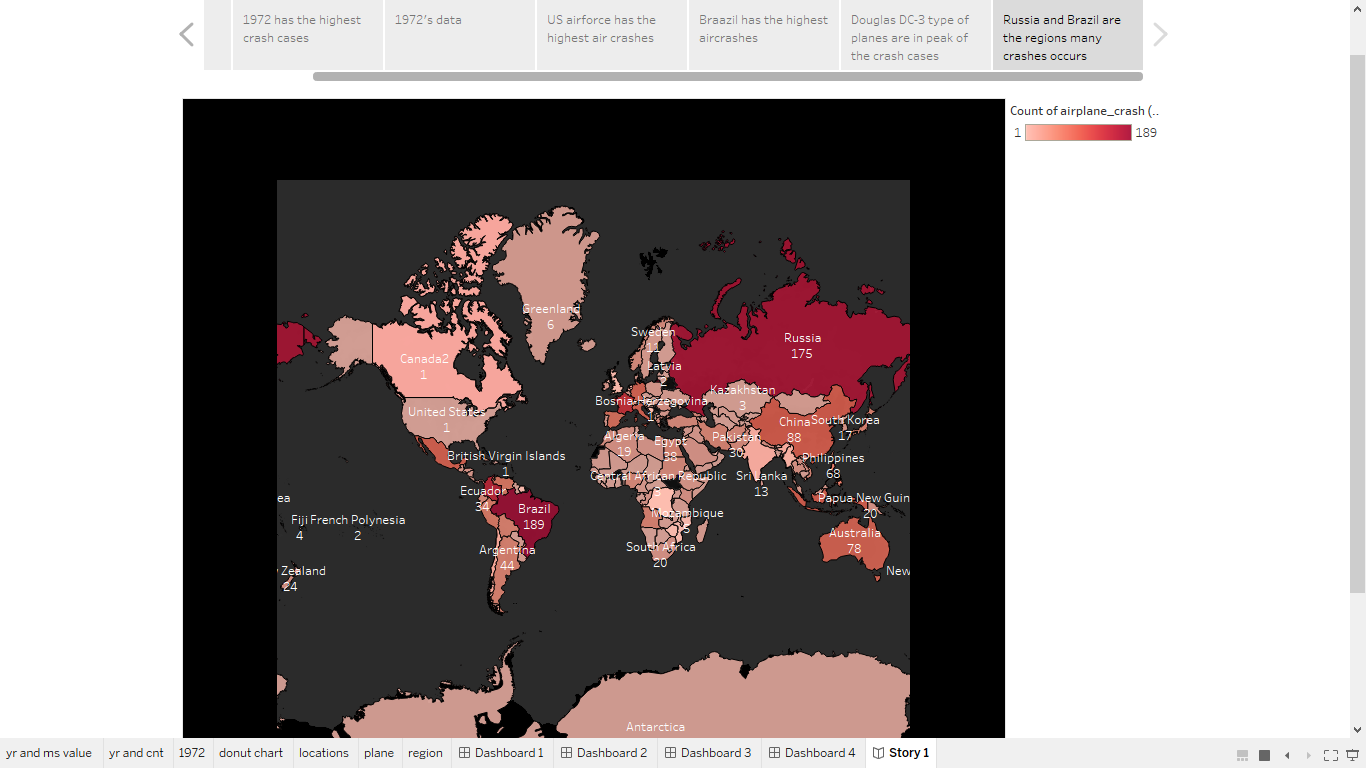 1972 has the highest
crash cases
1972's data
US airforce has the
highest air crashes
Braazil has the highest
aircrashes
Douglas DC-3 type of
planes are in peak of
the crash cases
Russia and Brazil are
the regions many
crashes occurs
Count of airplane_crash (..
1
189
Greenland
6
Sweden
11
Russia
175
Canada2
1
Latvia
2
Kazakhstan
3
Bosnia-Herzegovina
1
United States
1
China
88
South Korea
17
Algeria
19
Egypt
38
Pakistan
30
British Virgin Islands
1
Philippines
68
Central African Republic
Sri Lanka
13
Ecuador
34
Papua New Guin
20
ea
Brazil
189
Mozambique
5
Fiji
4
French Polynesia
2
Australia
78
Argentina
44
South Africa
20
Zealand
24
New
Antarctica
yr and ms value
yr and cnt
1972
donut chart
locations
plane
region
Dashboard 1
Dashboard 2
Dashboard 3
Dashboard 4
Story 1